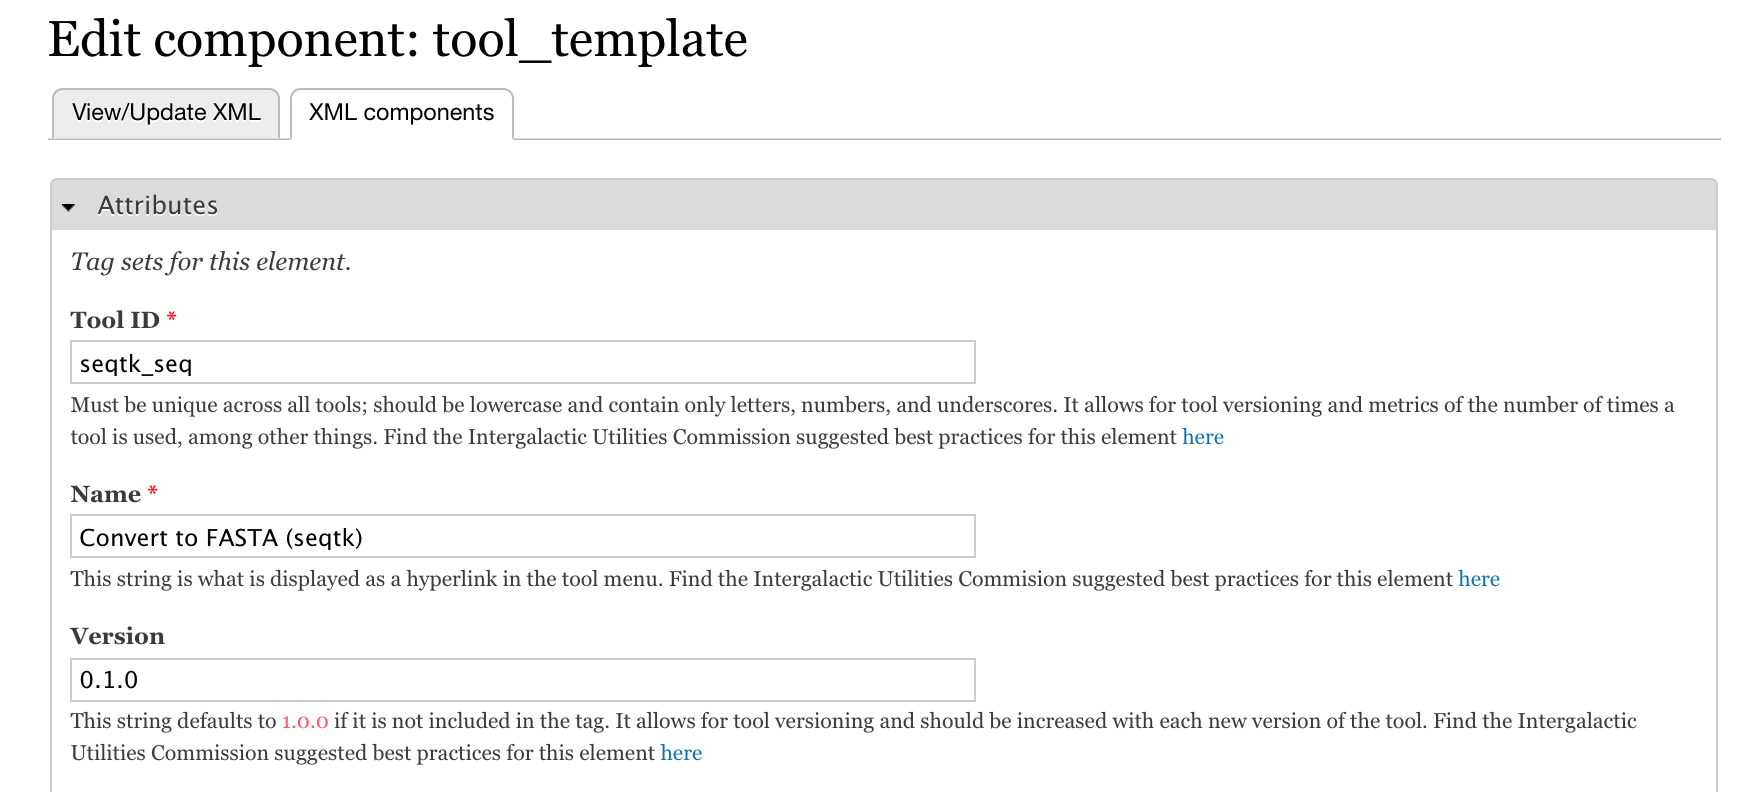 Edit component: tool_template
View/Update XML
XML components
Attributes
Tag sets for this element.
Tool ID *
seqtk_seq
Must be unique across all tools; should be lowercase and contain only letters, numbers, and underscores. It allows for tool versioning and metrics of the number of times a
tool is used, among other things. Find the Intergalactic Utilities Commission suggested best practices for this element here
Name *
Convert to FASTA (seqtk)
This string is what is displayed as a hyperlink in the tool menu. Find the Intergalactic Utilities Commision suggested best practices for this element here
Version
0.1.0
This string defaults to 1.0.0 if it is not included in the tag. It allows for tool versioning and should be increased with each new version of the tool. Find the Intergalactic
Utilities Commission suggested best practices for this element here